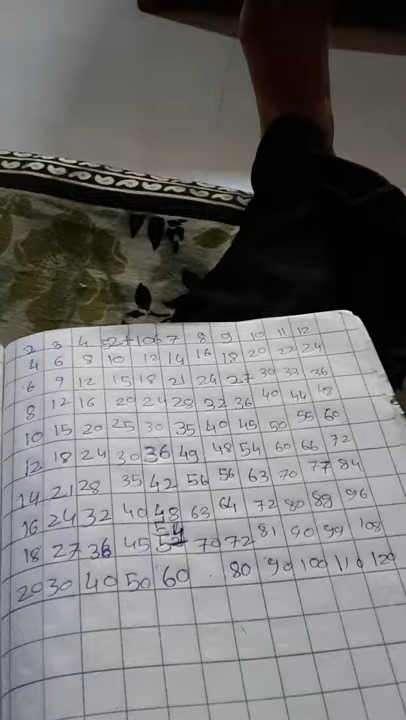 2 3 4 5 6 7 8 9 10 11 12
4 6 8 10 12 14 16 18 20 22 24
6 9 12 15 18 21 24 27 30 33 36
8 12 16 20 24 28 32 36 40 44 48
10 15 20 25 30 35 40 45 50 55 60
12 18 24 30 36 49 48 54 60 66 72
14 21 28 35 42 56 56 63 70 77 84
16 24 32 40 48 63 64 72 80 89 96
18 27 36 45 54 70 72 81 90 99 108
20 30 40 50 60 . 80 90 100 110 120